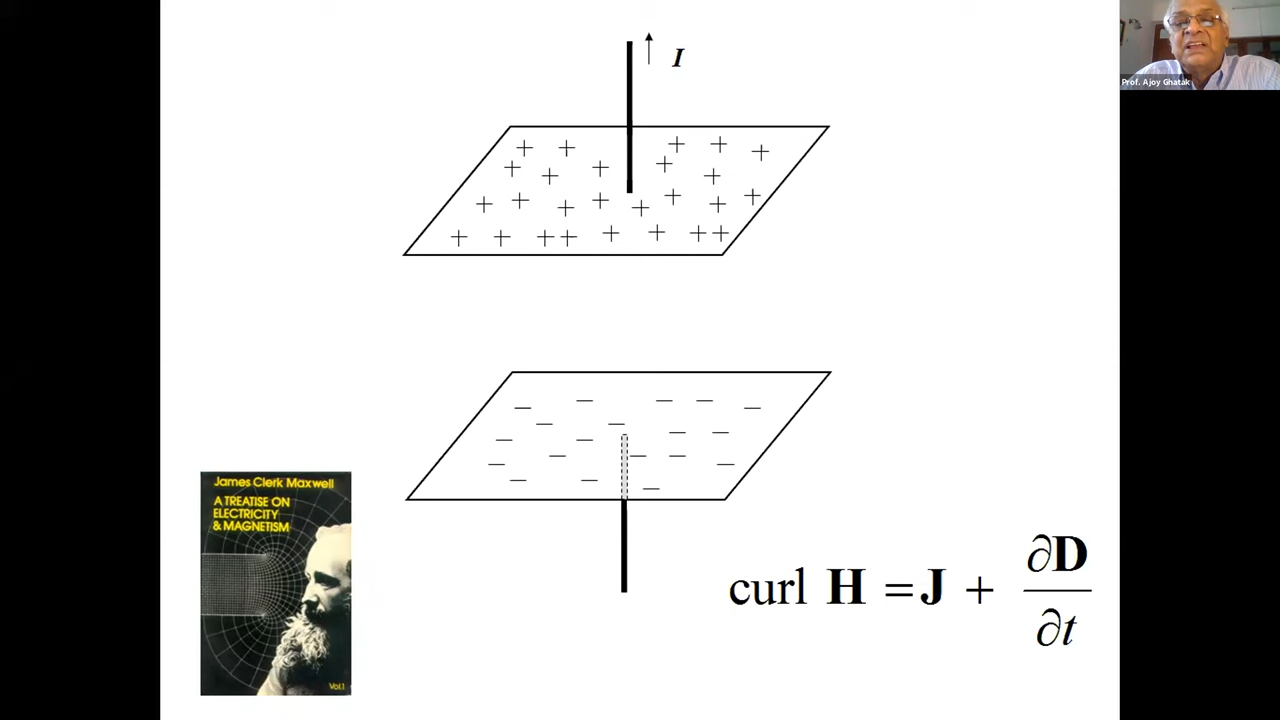 I
Prof. Ajoy Ghatak
James Clerk Maxwell
A TREATISE ON
ELECTRICITY
& MAGNETISM
Vol.1
curl H = J + ∂D/∂t